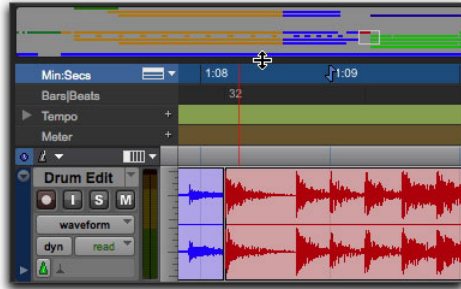 Min:Secs 1:08 1:09
Bars|Beats 32
Tempo +
Meter +
Drum Edit
I S M
waveform
dyn read